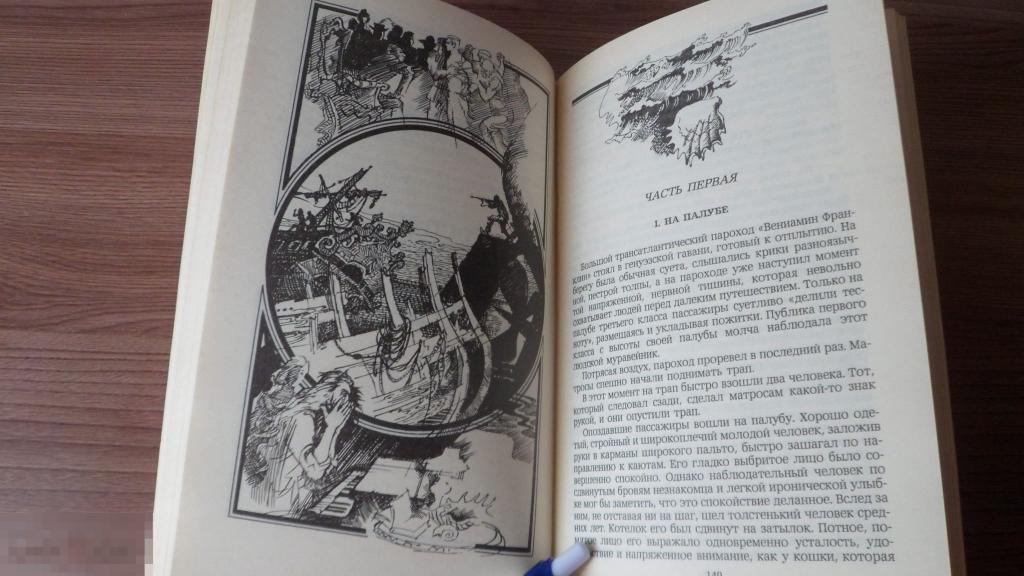 ЧАСТЬ ПЕРВАЯ
I. НА ПАЛУБЕ
Большой трансатлантический пароход «Вениамин Фран-
клин» стоял в генуэзской гавани, готовый к отплытию. На
берегу была обычная суета, слышались крики разноязыч-
ной, пестрой толпы, а на пароходе уже наступил момент
той напряженной, нервной тишины, которая невольно
охватывает людей перед далеким путешествием. Только на
палубе третьего класса пассажиры суетливо «делили тес-
ноту», размещаясь и укладывая пожитки. Публика первого
класса с высоты своей палубы молча наблюдала этот
людской муравейник.
Потрясая воздух, пароход проревел в последний раз. Ма-
тросы спешно начали поднимать трап.
В этот момент на трап быстро взошли два человека. Тот,
который следовал сзади, сделал матросам какой-то знак
рукой, и они опустили трап.
Опоздавшие пассажиры вошли на палубу. Хорошо оде-
тый, стройный и широкоплечий молодой человек, заложив
руки в карманы широкого пальто, быстро зашагал по на-
правлению к каютам. Его гладко выбритое лицо было со-
вершенно спокойно. Однако наблюдательный человек по
сдвинутым бровям незнакомца и легкой иронической улыб-
ке мог бы заметить, что это спокойствие деланное. Вслед за
ним, не отставая ни на шаг, шел толстенький человек сред-
них лет. Котелок его был сдвинут на затылок. Потное, по-
лицо его выражало одновременно усталость, удо-
и напряженное внимание, как у кошки, которая
149